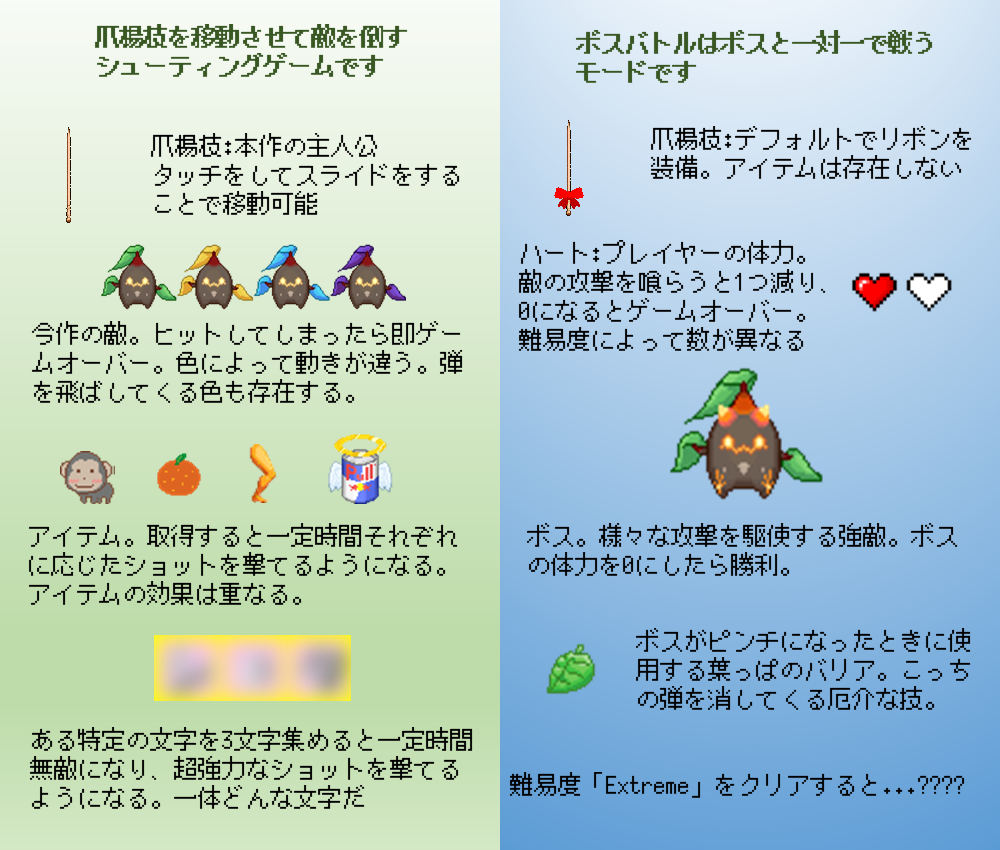 爪楊枝を移動させて敵を倒す
シューティングゲームです
爪楊枝:本作の主人公
タッチをしてスライドをする
ことで移動可能
今作の敵。ヒットしてしまったら即ゲー
ムオーバー。色によって動きが違う。弾
を飛ばしてくる色も存在する。
アイテム。取得すると一定時間それぞれ
に応じたショットを撃てるようになる。
アイテムの効果は重なる。
ある特定の文字を3文字集めると一定時間
無敵になり、超強力なショットを撃てる
ようになる。一体どんな文字だ
ボスバトルはボスと一対一で戦う
モードです
爪楊枝:デフォルトでリボンを
装備。アイテムは存在しない
ハート:プレイヤーの体力。
敵の攻撃を喰らうと1つ減り、
0になるとゲームオーバー。
難易度によって数が異なる
ボス。様々な攻撃を駆使する強敵。ボス
の体力を0にしたら勝利。
ボスがピンチになったときに使
用する葉っぱのバリア。こっち
の弾を消してくる厄介な技。
難易度「Extreme」をクリアすると...????